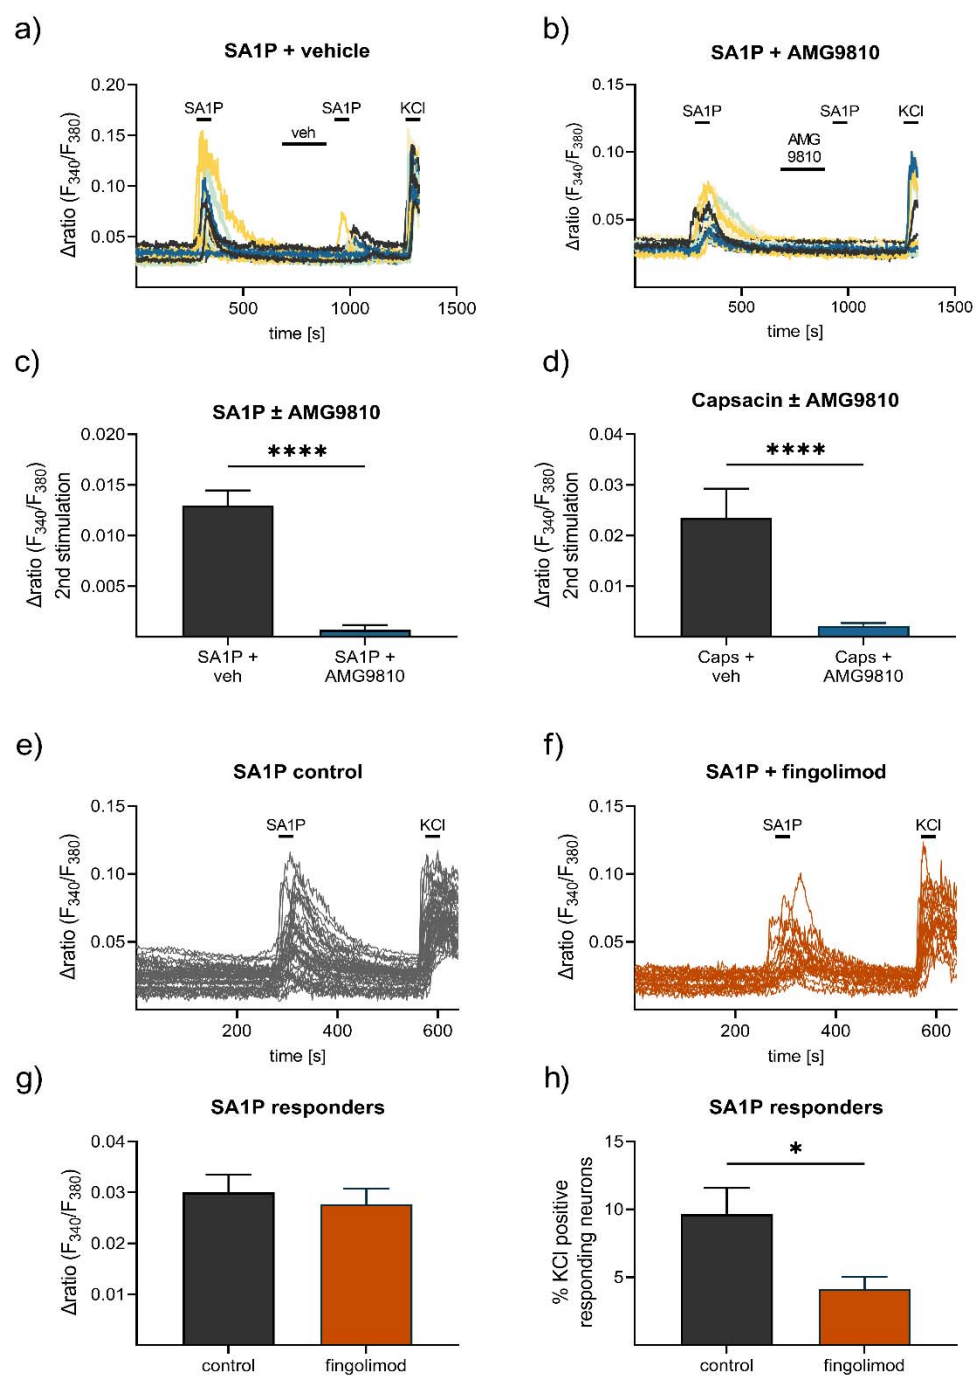 a)
SA1P + vehicle
Δratio (F340/F380)
0.20
0.15
0.10
0.05
SA1P
veh
SA1P
KCl
500
1000
1500
time [s]
b)
SA1P + AMG9810
Δratio (F340/F380)
0.15
0.10
0.05
SA1P
AMG
9810
SA1P
KCl
500
1000
1500
time [s]
c)
SA1P ± AMG9810
Δratio (F340/F380)
2nd stimulation
0.020
0.015
0.010
0.005
****
SA1P +
veh
SA1P +
AMG9810
d)
Capsacin ± AMG9810
Δratio (F340/F380)
2nd stimulation
0.04
0.03
0.02
0.01
****
Caps +
veh
Caps +
AMG9810
e)
SA1P control
Δratio (F340/F380)
0.15
0.10
0.05
SA1P
KCl
200
400
600
time [s]
f)
SA1P + fingolimod
Δratio (F340/F380)
0.15
0.10
0.05
SA1P
KCl
200
400
600
time [s]
g)
SA1P responders
Δratio (F340/F380)
0.04
0.03
0.02
0.01
control
fingolimod
h)
SA1P responders
% KCl positive
responding neurons
15
10
5
*
control
fingolimod